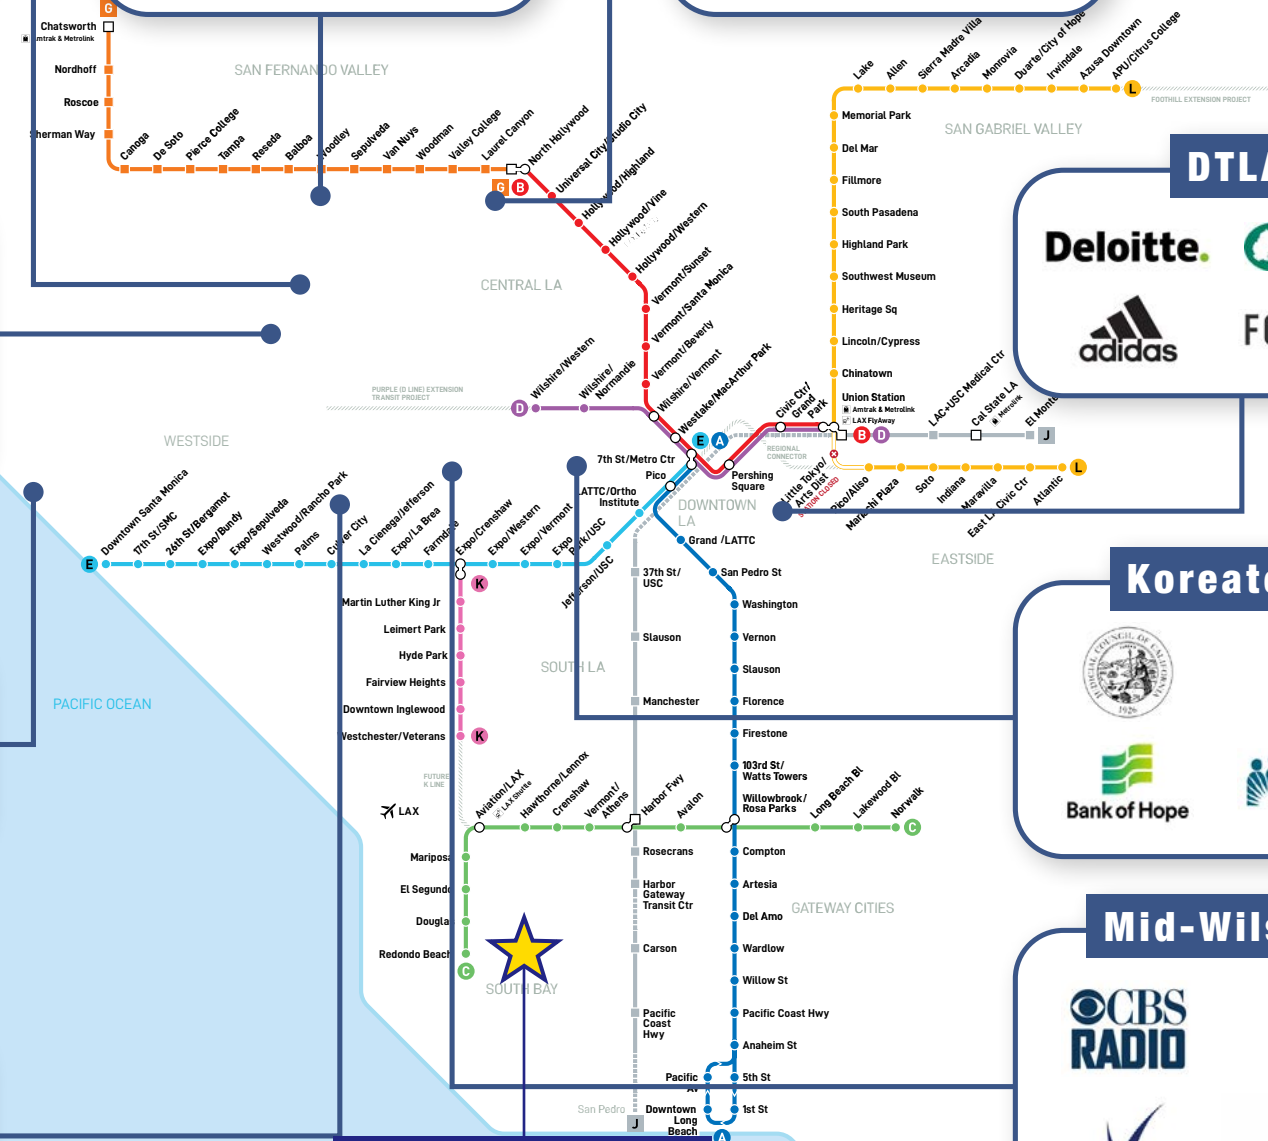 G
Chatsworth
Amtrak & Metrolink
Nordhoff
Roscoe
Sherman Way
SAN FERNANDO VALLEY
Canoga
De Soto
Pierce College
Tampa
Reseda
Balboa
Woodley
Sepulveda
Van Nuys
Woodman
Valley College
Laurel Canyon
North Hollywood
G
B
Universal City/Studio City
Hollywood/Highland
Hollywood/Vine
Hollywood/Western
Vermont/Sunset
Vermont/Santa Monica
Vermont/Beverly
Wilshire/Vermont
Westlake/MacArthur Park
CENTRAL LA
Lake
Allen
Sierra Madre Villa
Arcadia
Monrovia
Duarte/City of Hope
Irwindale
Azusa Downtown
APU/Citrus College
L
FOOTHILL EXTENSION PROJECT
Memorial Park
SAN GABRIEL VALLEY
Del Mar
Fillmore
South Pasadena
Highland Park
Southwest Museum
Heritage Sq
Lincoln/Cypress
Chinatown
Union Station
Amtrak & Metrolink
LAX FlyAway
B
D
LAC+USC Medical Ctr
Cal State LA
Metrolink
El Monte
J
DTLA
Deloitte.
adidas
FO
PURPLE (D LINE) EXTENSION
TRANSIT PROJECT
D
Wilshire/Western
Wilshire/
Normandie
WESTSIDE
Civic Ctr/
Grand
Park
E
A
REGIONAL
CONNECTOR
7th St/Metro Ctr
Pico
Pershing
Square
LATTC/Ortho
Institute
DOWNTOWN
LA
Little Tokyo/
Arts Dist
STATION CLOSED
Pico/Aliso
Mariachi Plaza
Soto
Indiana
Maravilla
East LA Civic Ctr
Atlantic
L
EASTSIDE
E
Downtown Santa Monica
17th St/SMC
26th St/Bergamot
Expo/Bundy
Expo/Sepulveda
Westwood/Rancho Park
Palms
Culver City
La Cienega/Jefferson
Expo/La Brea
Farmdale
Expo/Crenshaw
Expo/Western
Expo/Vermont
Expo Park/USC
Jefferson/USC
K
Martin Luther King Jr
Leimert Park
Hyde Park
Fairview Heights
Downtown Inglewood
Westchester/Veterans
K
FUTURE
K LINE
PACIFIC OCEAN
SOUTH LA
37th St/
USC
Slauson
Manchester
Grand /LATTC
San Pedro St
Washington
Vernon
Slauson
Florence
Firestone
103rd St/
Watts Towers
Willowbrook/
Rosa Parks
Koreato
JUDICIAL COUNCIL OF CALIFORNIA
1926
Bank of Hope
LAX
Aviation/LAX
LAX Shuttle
Hawthorne/Lennox
Crenshaw
Vermont/
Athens
Harbor Fwy
Avalon
Long Beach Bl
Lakewood Bl
Norwalk
C
Mariposa
El Segundo
Douglas
Redondo Beach
C
SOUTH BAY
Rosecrans
Harbor
Gateway
Transit Ctr
Carson
Pacific
Coast
Hwy
San Pedro
J
Compton
Artesia
Del Amo
Wardlow
Willow St
Pacific Coast Hwy
Anaheim St
5th St
1st St
Pacific
Av
Downtown
Long
Beach
A
GATEWAY CITIES
Mid-Wils
CBS
RADIO